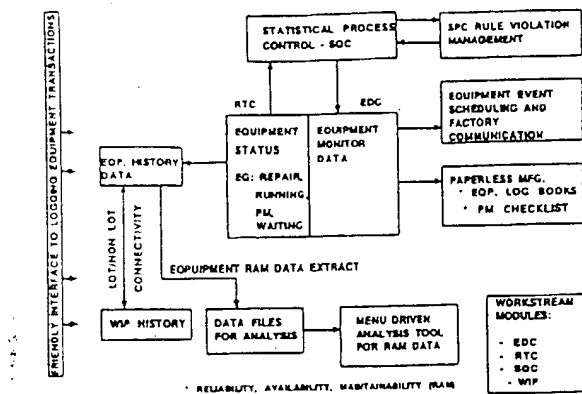 FRIENDLY INTERFACE TO LOGGING EQUIPMENT TRANSACTIONS
STATISTICAL PROCESS
CONTROL - SQC
SPC RULE VIOLATION
MANAGEMENT
RTC
EDC
EQUIPMENT
STATUS
EG: REPAIR,
RUNNING,
PM,
WAITING
EQUIPMENT
MONITOR
DATA
EQUIPMENT EVENT
SCHEDULING AND
FACTORY
COMMUNICATION
EQP. HISTORY
DATA
PAPERLESS MFG.
* EQP. LOG BOOKS
* PM CHECKLIST
LOT/NON LOT
CONNECTIVITY
EQPUIPMENT RAM DATA EXTRACT
WIP HISTORY
DATA FILES
FOR ANALYSIS
MENU DRIVEN
ANALYSIS TOOL
FOR RAM DATA
WORKSTREAM
MODULES:
- EDC
- RTC
- SQC
- WIP
* RELIABILITY, AVAILABILITY, MAINTAINABILITY (RAM)